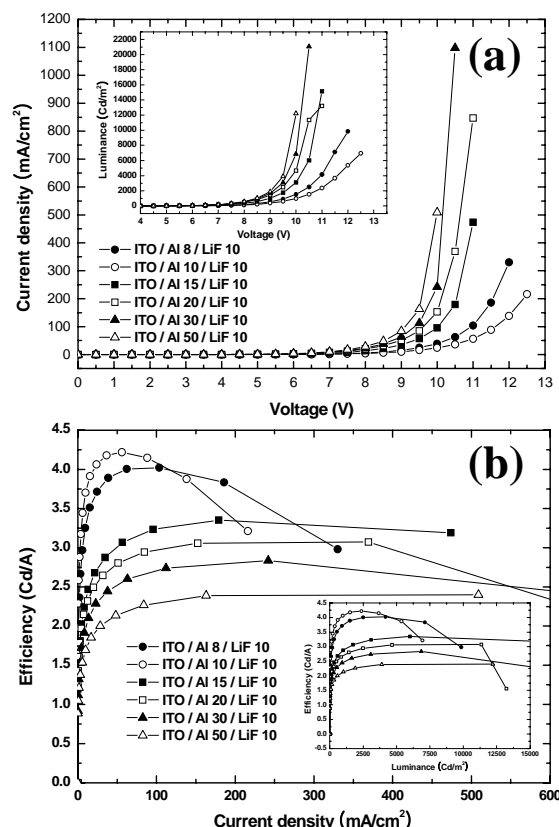 (a)
Current density (mA/cm²)
1200
1100
1000
900
800
700
600
500
400
300
200
100
0
0 1 2 3 4 5 6 7 8 9 10 11 12 13
Voltage (V)
Luminance (Cd/m²)
22000
20000
18000
16000
14000
12000
10000
8000
6000
4000
2000
0
4 5 6 7 8 9 10 11 12 13
Voltage (V)
ITO / Al 8 / LiF 10
ITO / Al 10 / LiF 10
ITO / Al 15 / LiF 10
ITO / Al 20 / LiF 10
ITO / Al 30 / LiF 10
ITO / Al 50 / LiF 10
(b)
Efficiency (Cd/A)
4.5
4.0
3.5
3.0
2.5
2.0
1.5
1.0
0.5
0.0
0 100 200 300 400 500 600
Current density (mA/cm²)
ITO / Al 8 / LiF 10
ITO / Al 10 / LiF 10
ITO / Al 15 / LiF 10
ITO / Al 20 / LiF 10
ITO / Al 30 / LiF 10
ITO / Al 50 / LiF 10
Efficiency (Cd/A)
4.5
4.0
3.5
3.0
2.5
2.0
1.5
1.0
0.5
0.0
-0.5
0 2500 5000 7500 10000 12500 15000
Luminance (Cd/m²)